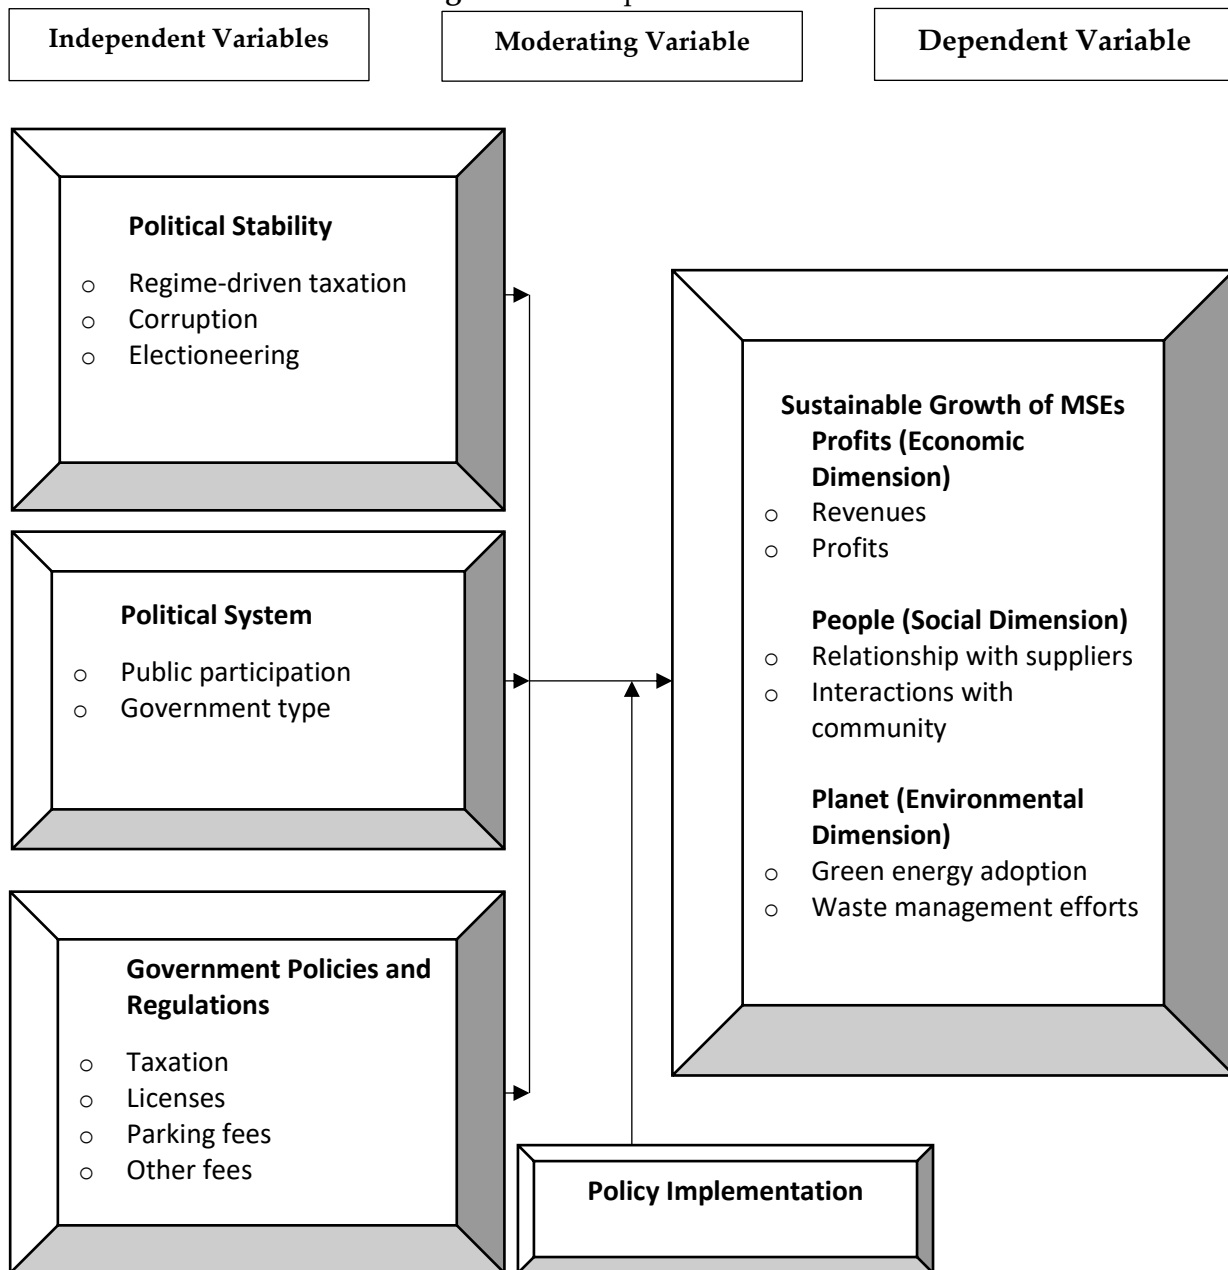 Independent Variables
Moderating Variable
Dependent Variable
Political Stability
o Regime-driven taxation
o Corruption
o Electioneering
Political System
o Public participation
o Government type
Government Policies and
Regulations
o Taxation
o Licenses
o Parking fees
o Other fees
Policy Implementation
Sustainable Growth of MSEs
Profits (Economic
Dimension)
o Revenues
o Profits
People (Social Dimension)
o Relationship with suppliers
o Interactions with
community
Planet (Environmental
Dimension)
o Green energy adoption
o Waste management efforts